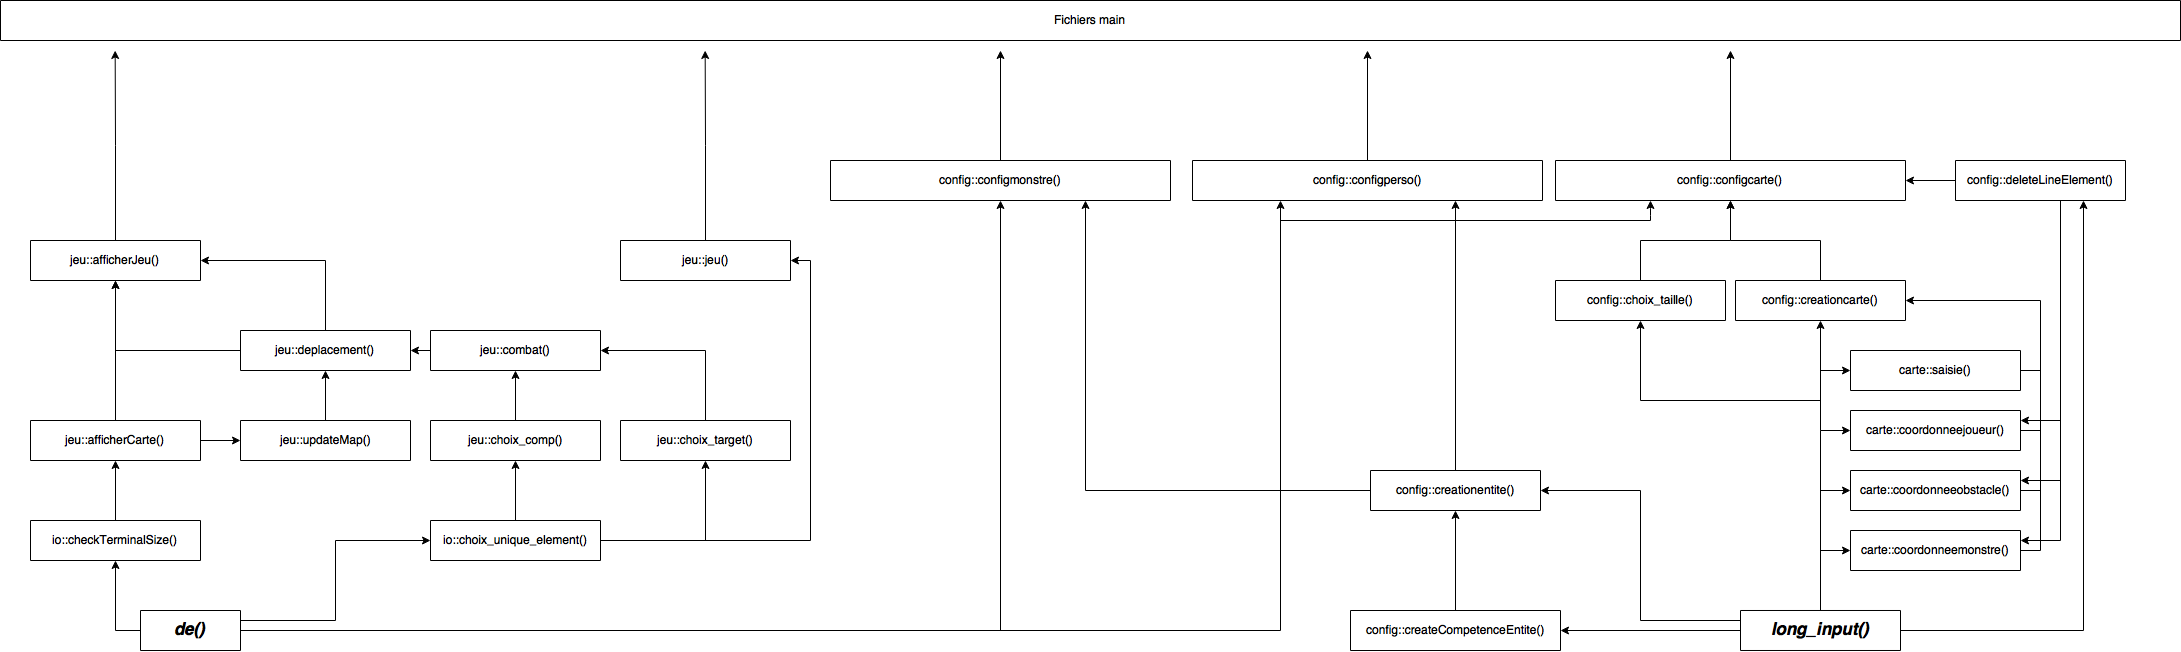 Fichiers main
config::configmonstre()
config::configperso()
config::configcarte()
config::deleteLineElement()
jeu::afficherJeu()
jeu::jeu()
config::choix_taille()
config::creationcarte()
jeu::deplacement()
jeu::combat()
carte::saisie()
jeu::afficherCarte()
jeu::updateMap()
jeu::choix_comp()
jeu::choix_target()
carte::coordonneejoueur()
config::creationentite()
carte::coordonneeobstacle()
io::checkTerminalSize()
io::choix_unique_element()
carte::coordonneemonstre()
de()
config::createCompetenceEntite()
long_input()